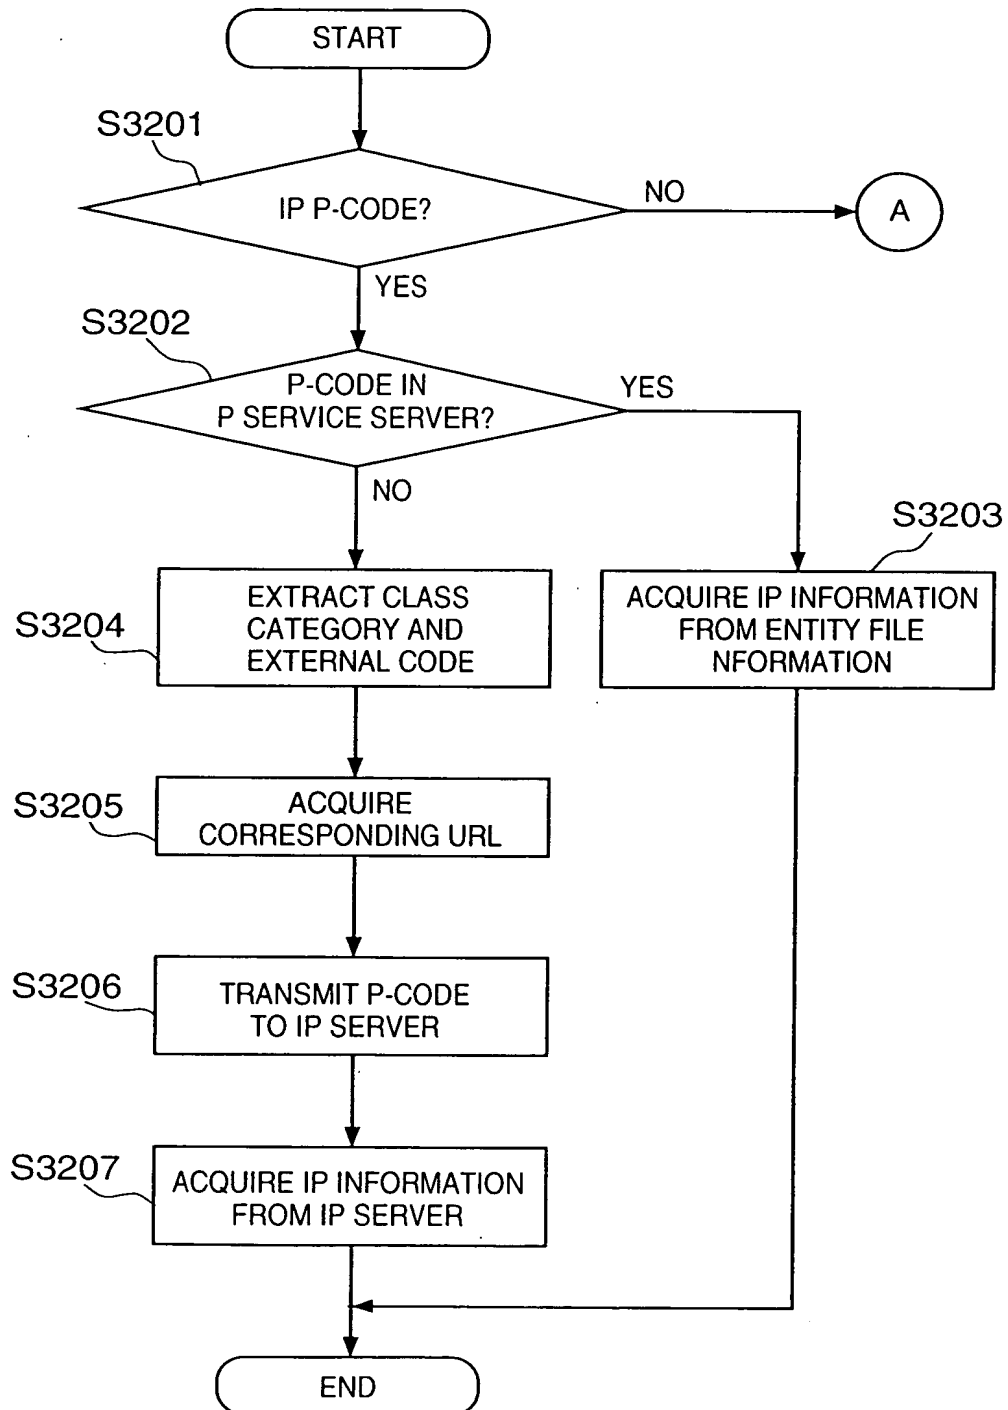 START
S3201
IP P-CODE?
NO
A
YES
S3202
P-CODE IN
P SERVICE SERVER?
YES
NO
S3203
ACQUIRE IP INFORMATION
FROM ENTITY FILE
NFORMATION
S3204
EXTRACT CLASS
CATEGORY AND
EXTERNAL CODE
S3205
ACQUIRE
CORRESPONDING URL
S3206
TRANSMIT P-CODE
TO IP SERVER
S3207
ACQUIRE IP INFORMATION
FROM IP SERVER
END